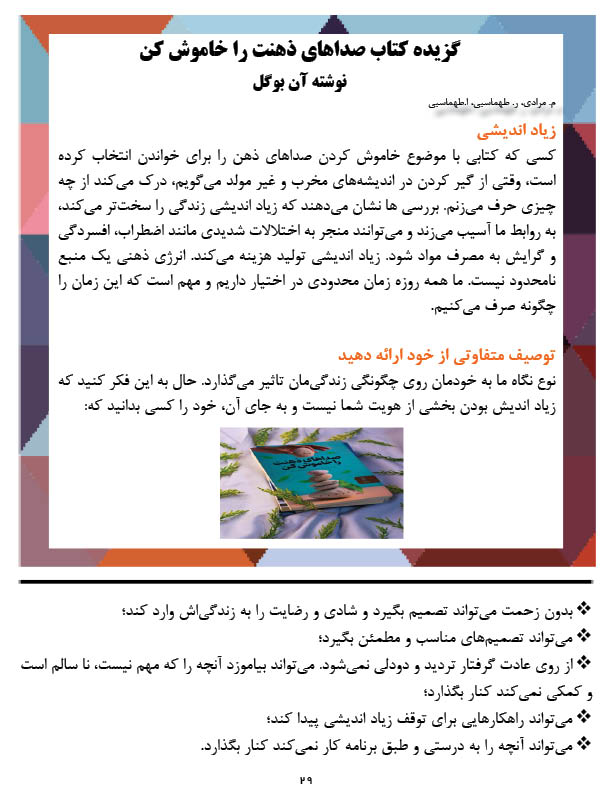 گزیده کتاب صداهای ذهنت را خاموش کن
نوشته آن بوگل
م. مرادی، ر. طهماسبی، ا.طهماسبی
زیاد اندیشی
کسی که کتابی با موضوع خاموش کردن صداهای ذهن را برای خواندن انتخاب کرده
است، وقتی از گیر کردن در اندیشه‌های مخرب و غیر مولد می‌گویم، درک می‌کند از چه
چیزی حرف می‌زنم. بررسی ها نشان می‌دهند که زیاد اندیشی زندگی را سخت‌تر می‌کند،
به روابط ما آسیب می‌زند و می‌توانند منجر به اختلالات شدیدی مانند اضطراب، افسردگی
و گرایش به مصرف مواد شود. زیاد اندیشی تولید هزینه می‌کند. انرژی ذهنی یک منبع
نامحدود نیست. ما همه روزه زمان محدودی در اختیار داریم و مهم است که این زمان را
چگونه صرف می‌کنیم.
توصیف متفاوتی از خود ارائه دهید
نوع نگاه ما به خودمان روی چگونگی زندگی‌مان تاثیر می‌گذارد. حال به این فکر کنید که
زیاد اندیش بودن بخشی از هویت شما نیست و به جای آن، خود را کسی بدانید که:
صداهای ذهنت
را خاموش کن
❖ بدون زحمت می‌تواند تصمیم بگیرد و شادی و رضایت را به زندگی‌اش وارد کند؛
❖ می‌تواند تصمیم‌های مناسب و مطمئن بگیرد؛
❖ از روی عادت گرفتار تردید و دودلی نمی‌شود. می‌تواند بیاموزد آنچه را که مهم نیست، نا سالم است
و کمکی نمی‌کند کنار بگذارد؛
❖ می‌تواند راهکارهایی برای توقف زیاد اندیشی پیدا کند؛
❖ می‌تواند آنچه را به درستی و طبق برنامه کار نمی‌کند کنار بگذارد.
۲۹